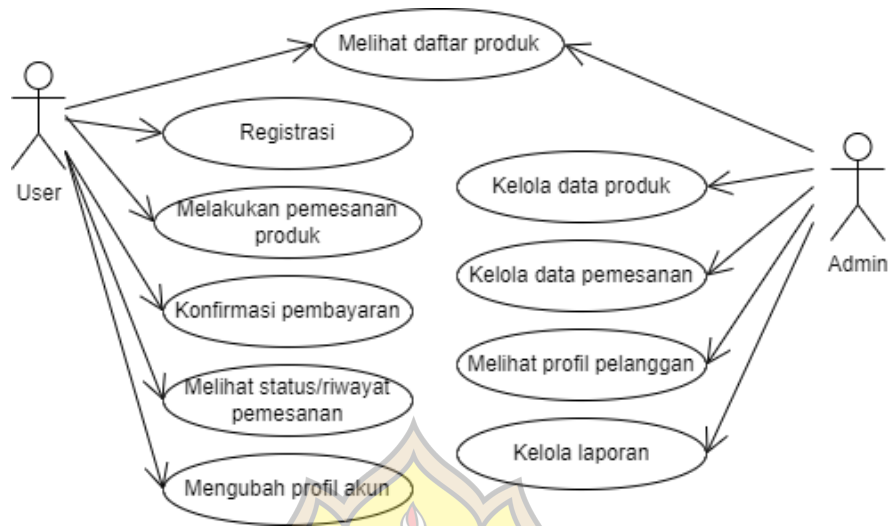 Melihat daftar produk
Registrasi
User
Kelola data produk
Melakukan pemesanan
produk
Admin
Kelola data pemesanan
Konfirmasi pembayaran
Melihat profil pelanggan
Melihat status/riwayat
pemesanan
Kelola laporan
Mengubah profil akun